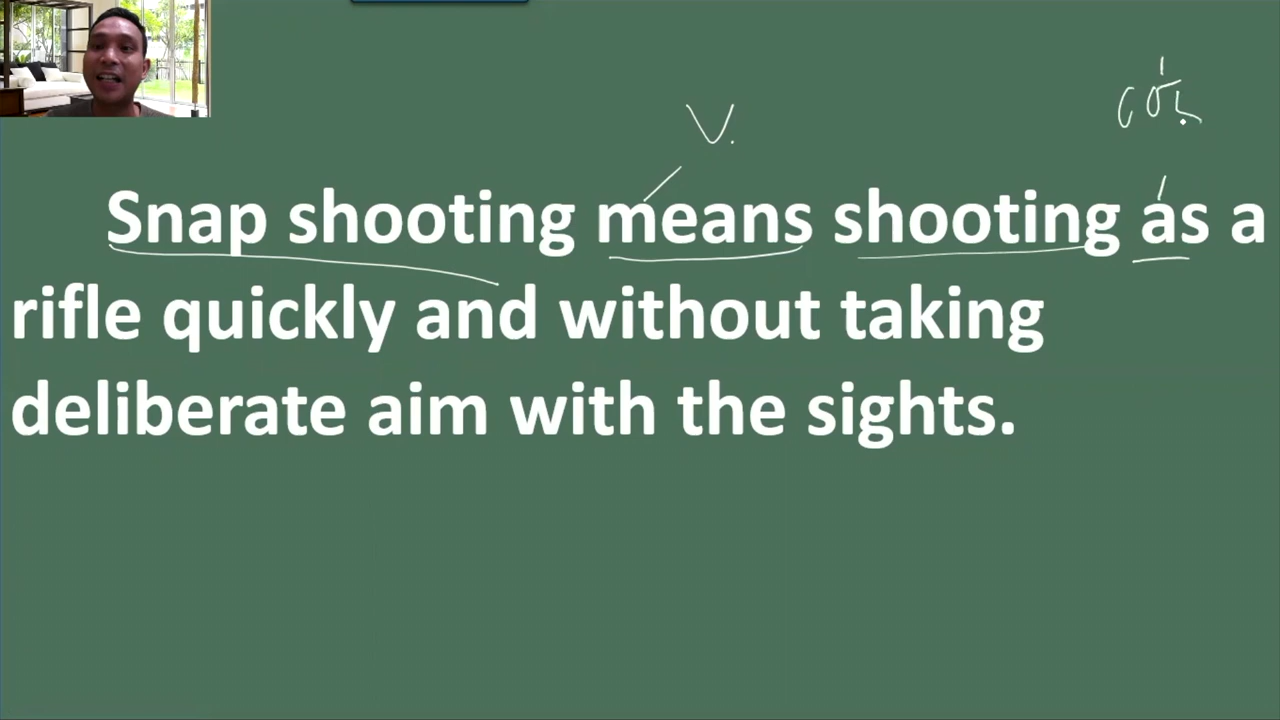 V.
Snap shooting means shooting as a
rifle quickly and without taking
deliberate aim with the sights.